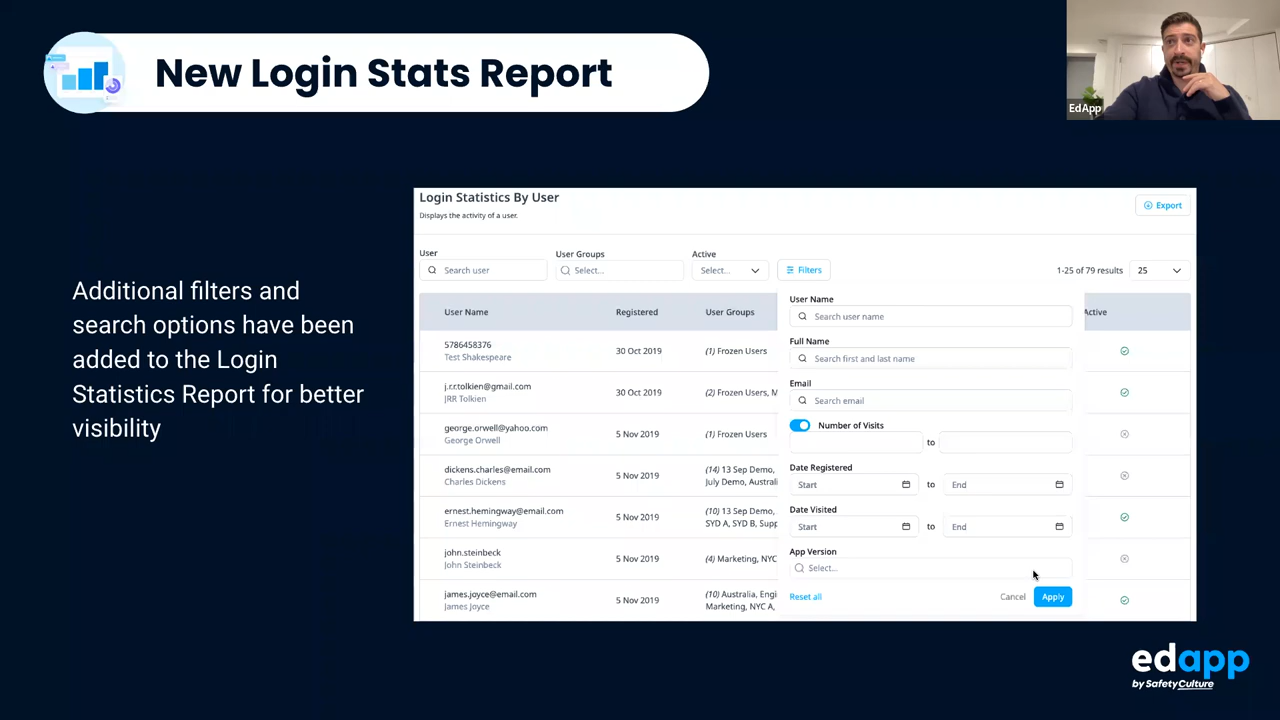 New Login Stats Report
EdApp
Additional filters and
search options have been
added to the Login
Statistics Report for better
visibility
Login Statistics By User
Displays the activity of a user.
Export
User
User Groups
Active
Search user
Select...
Select...
Filters
1-25 of 79 results
25
User Name
Registered
User Groups
Active
5786458376
Test Shakespeare
30 Oct 2019
(1) Frozen Users
j.r.r.tolkien@gmail.com
JRR Tolkien
30 Oct 2019
(2) Frozen Users, M
george.orwell@yahoo.com
George Orwell
5 Nov 2019
(1) Frozen Users
dickens.charles@email.com
Charles Dickens
5 Nov 2019
(14) 13 Sep Demo,
July Demo, Australi
ernest.hemingway@email.com
Ernest Hemingway
5 Nov 2019
(10) 13 Sep Demo,
SYD A, SYD B, Supp
john.steinbeck
John Steinbeck
5 Nov 2019
(4) Marketing, NYC
james.joyce@email.com
James Joyce
5 Nov 2019
(10) Australia, Engi
Marketing, NYC A,
User Name
Search user name
Full Name
Search first and last name
Email
Search email
Number of Visits
to
Date Registered
Start
to
End
Date Visited
Start
to
End
App Version
Select...
Reset all
Cancel
Apply
edapp
by SafetyCulture